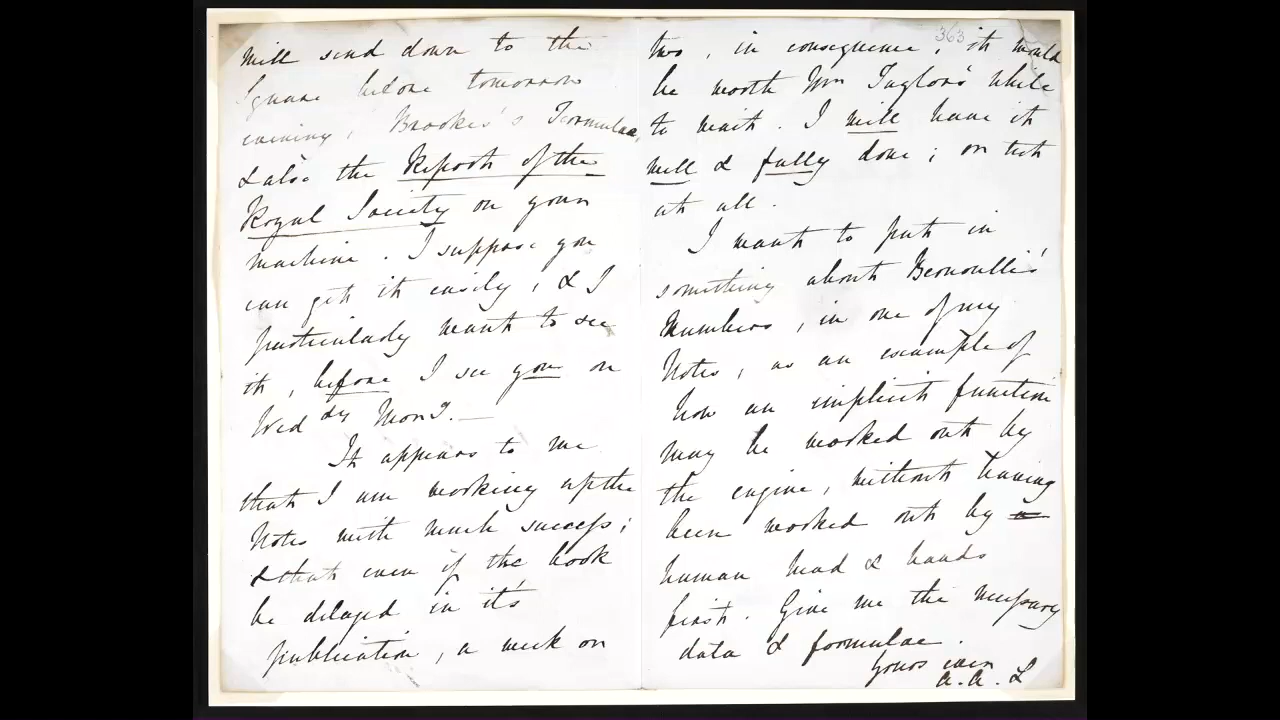 will send down to the
Square before tomorrow
evening, Brooke's Formulae,
& also the Report of the
Royal Society on your
machine. I suppose you
can get it easily, & I
particularly want to see
it, before I see you on
Wed dy Morng. —
It appears to me
that I am working up the
Notes with much success;
& that even if the book
be delayed in it's
publication, a week or
363
two, in consequence, it would
be worth Mr Taylor's while
to wait. I will have it
well & fully done; or not
at all.
I want to put in
something about Bernoulli's
Numbers, in one of my
Notes, as an example of
how an implicit function
may be worked out by
the engine, without having
been worked out by a
human head & hands
first. Give me the necessary
data & formulae.
Yours ever
A.A.L